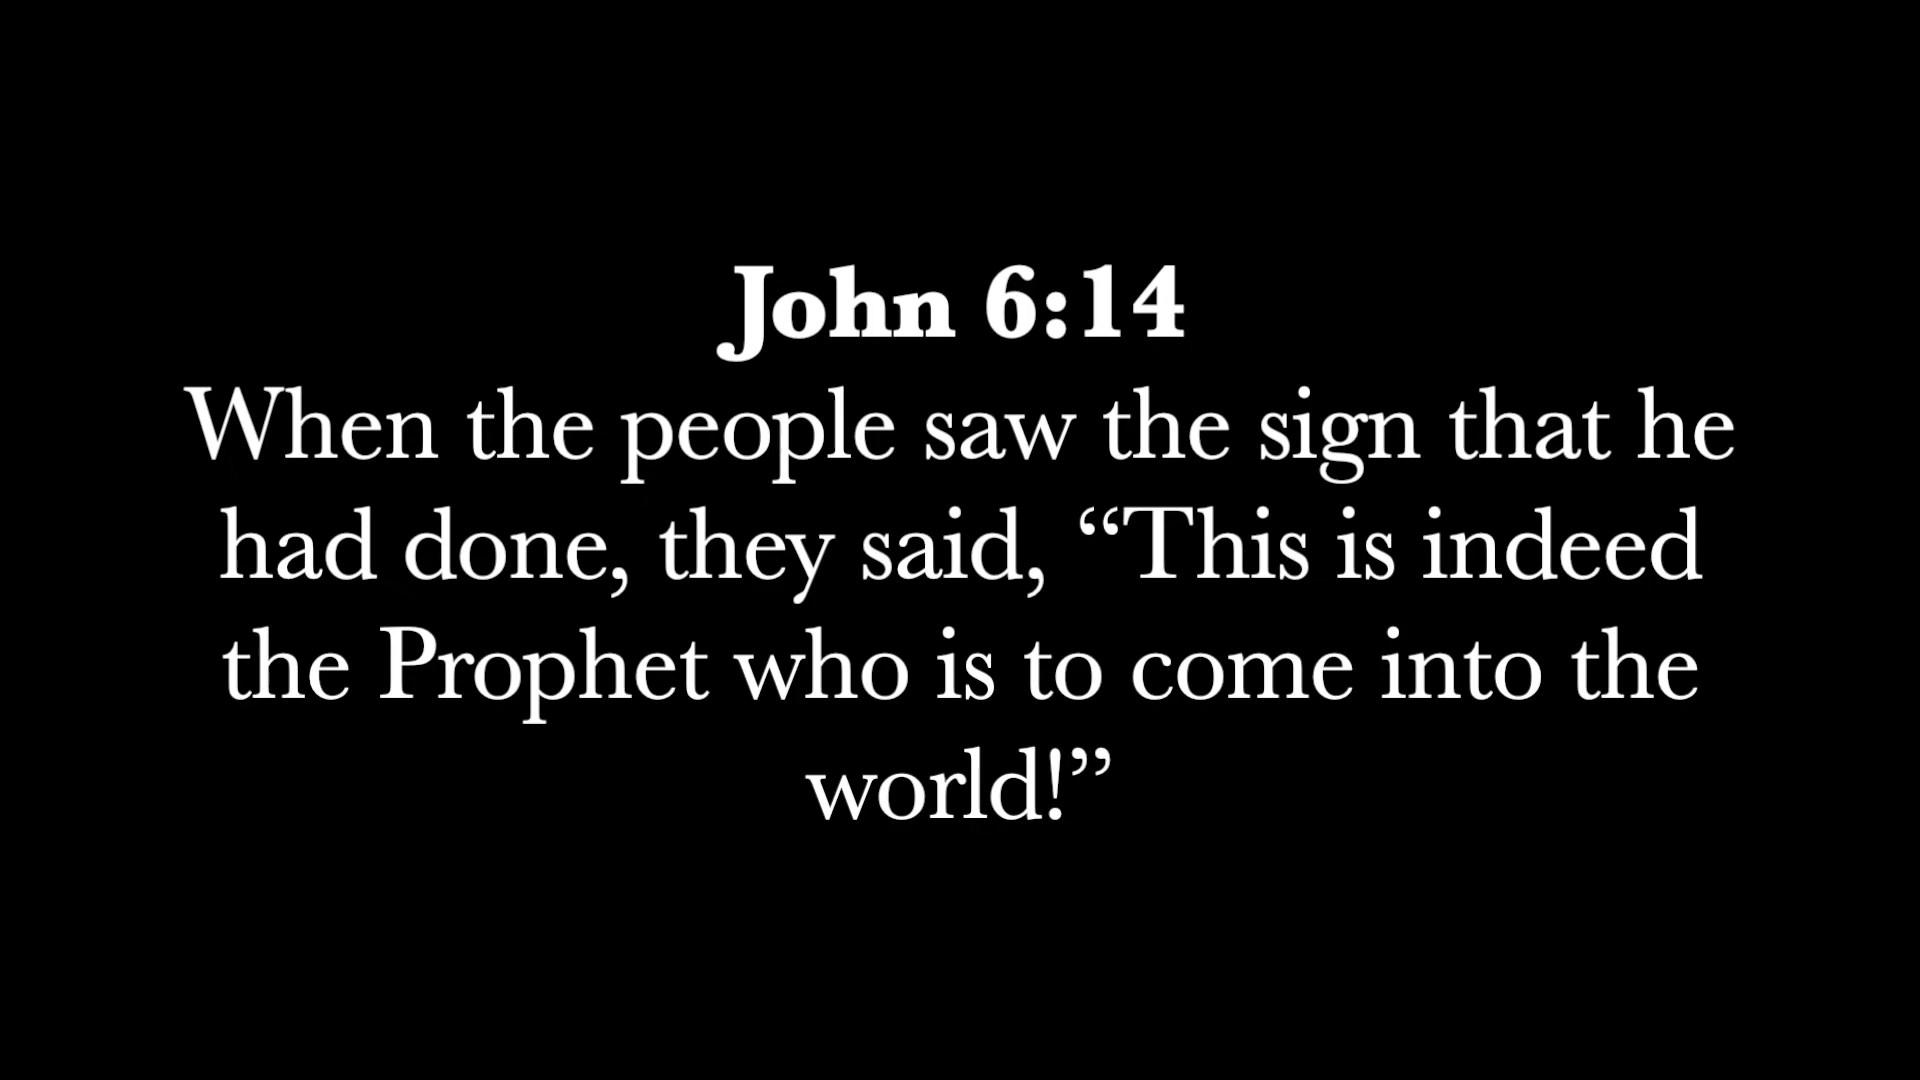 John 6:14
When the people saw the sign that he
had done, they said, “This is indeed
the Prophet who is to come into the
world!”